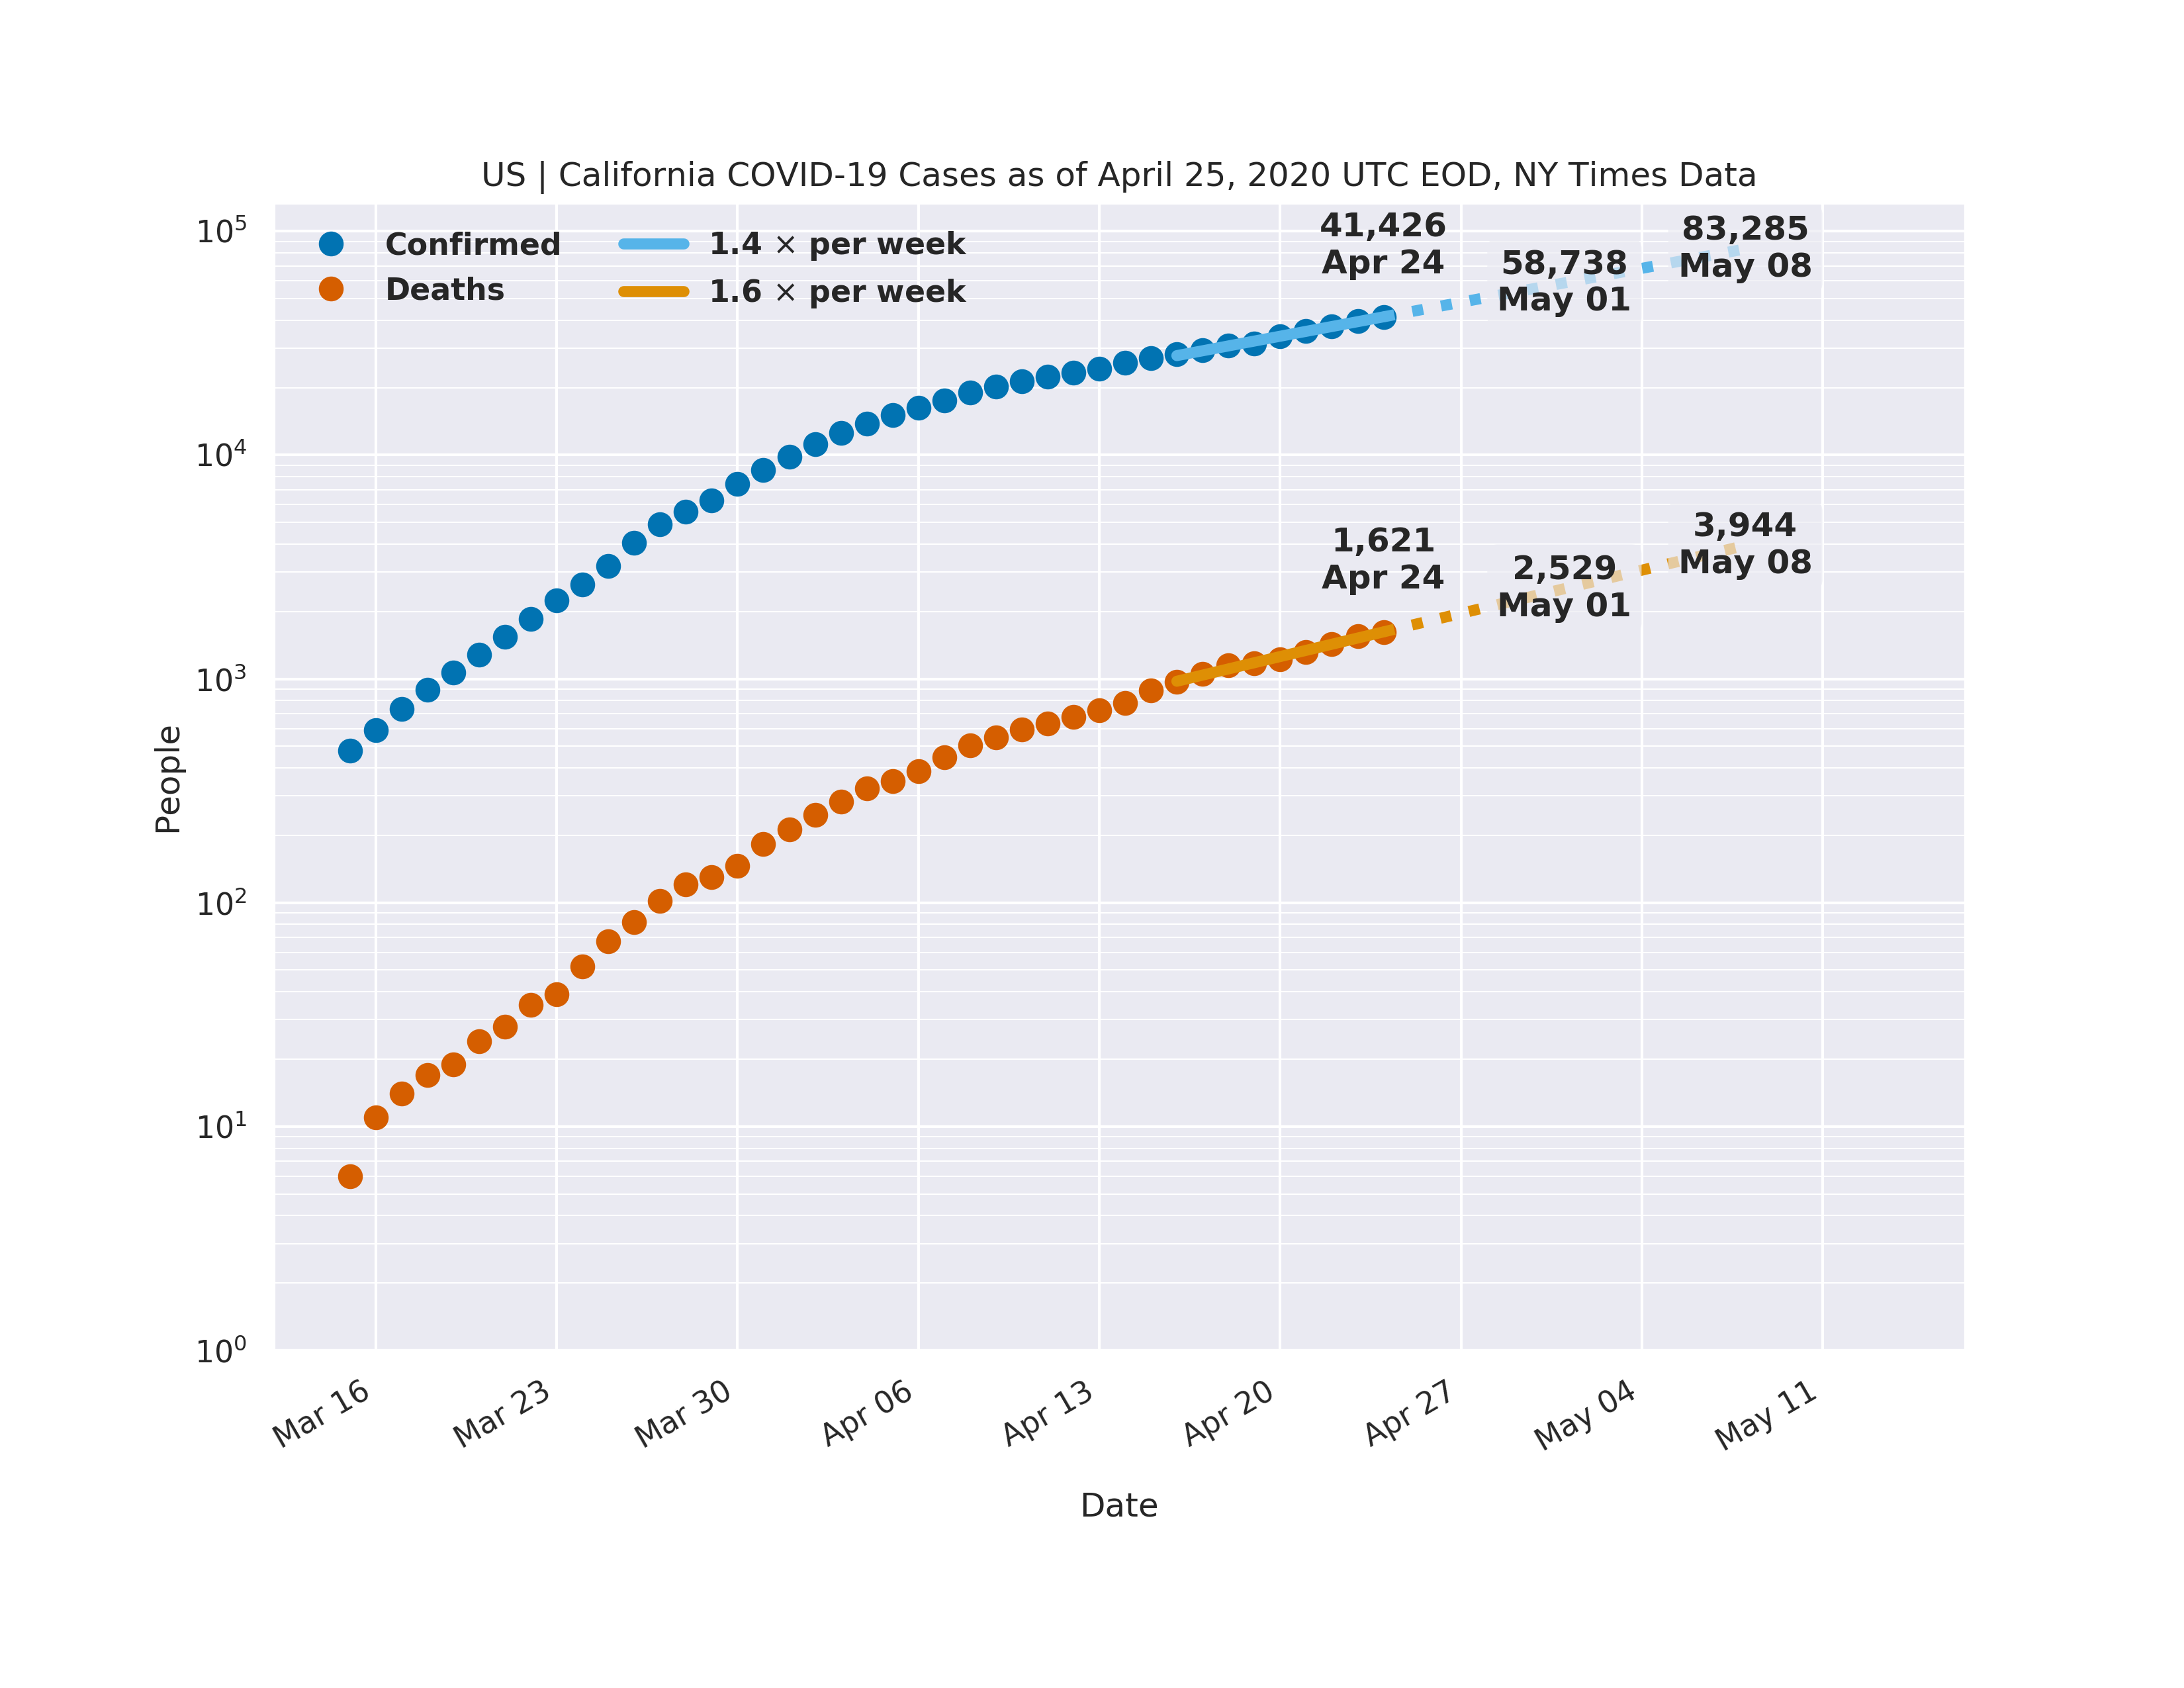 US | California COVID-19 Cases as of April 25, 2020 UTC EOD, NY Times Data
Confirmed
Deaths
1.4 × per week
1.6 × per week
41,426
Apr 24
58,738
May 01
83,285
May 08
1,621
Apr 24
2,529
May 01
3,944
May 08
People
10⁵
10⁴
10³
10²
10¹
10⁰
Mar 16
Mar 23
Mar 30
Apr 06
Apr 13
Apr 20
Apr 27
May 04
May 11
Date